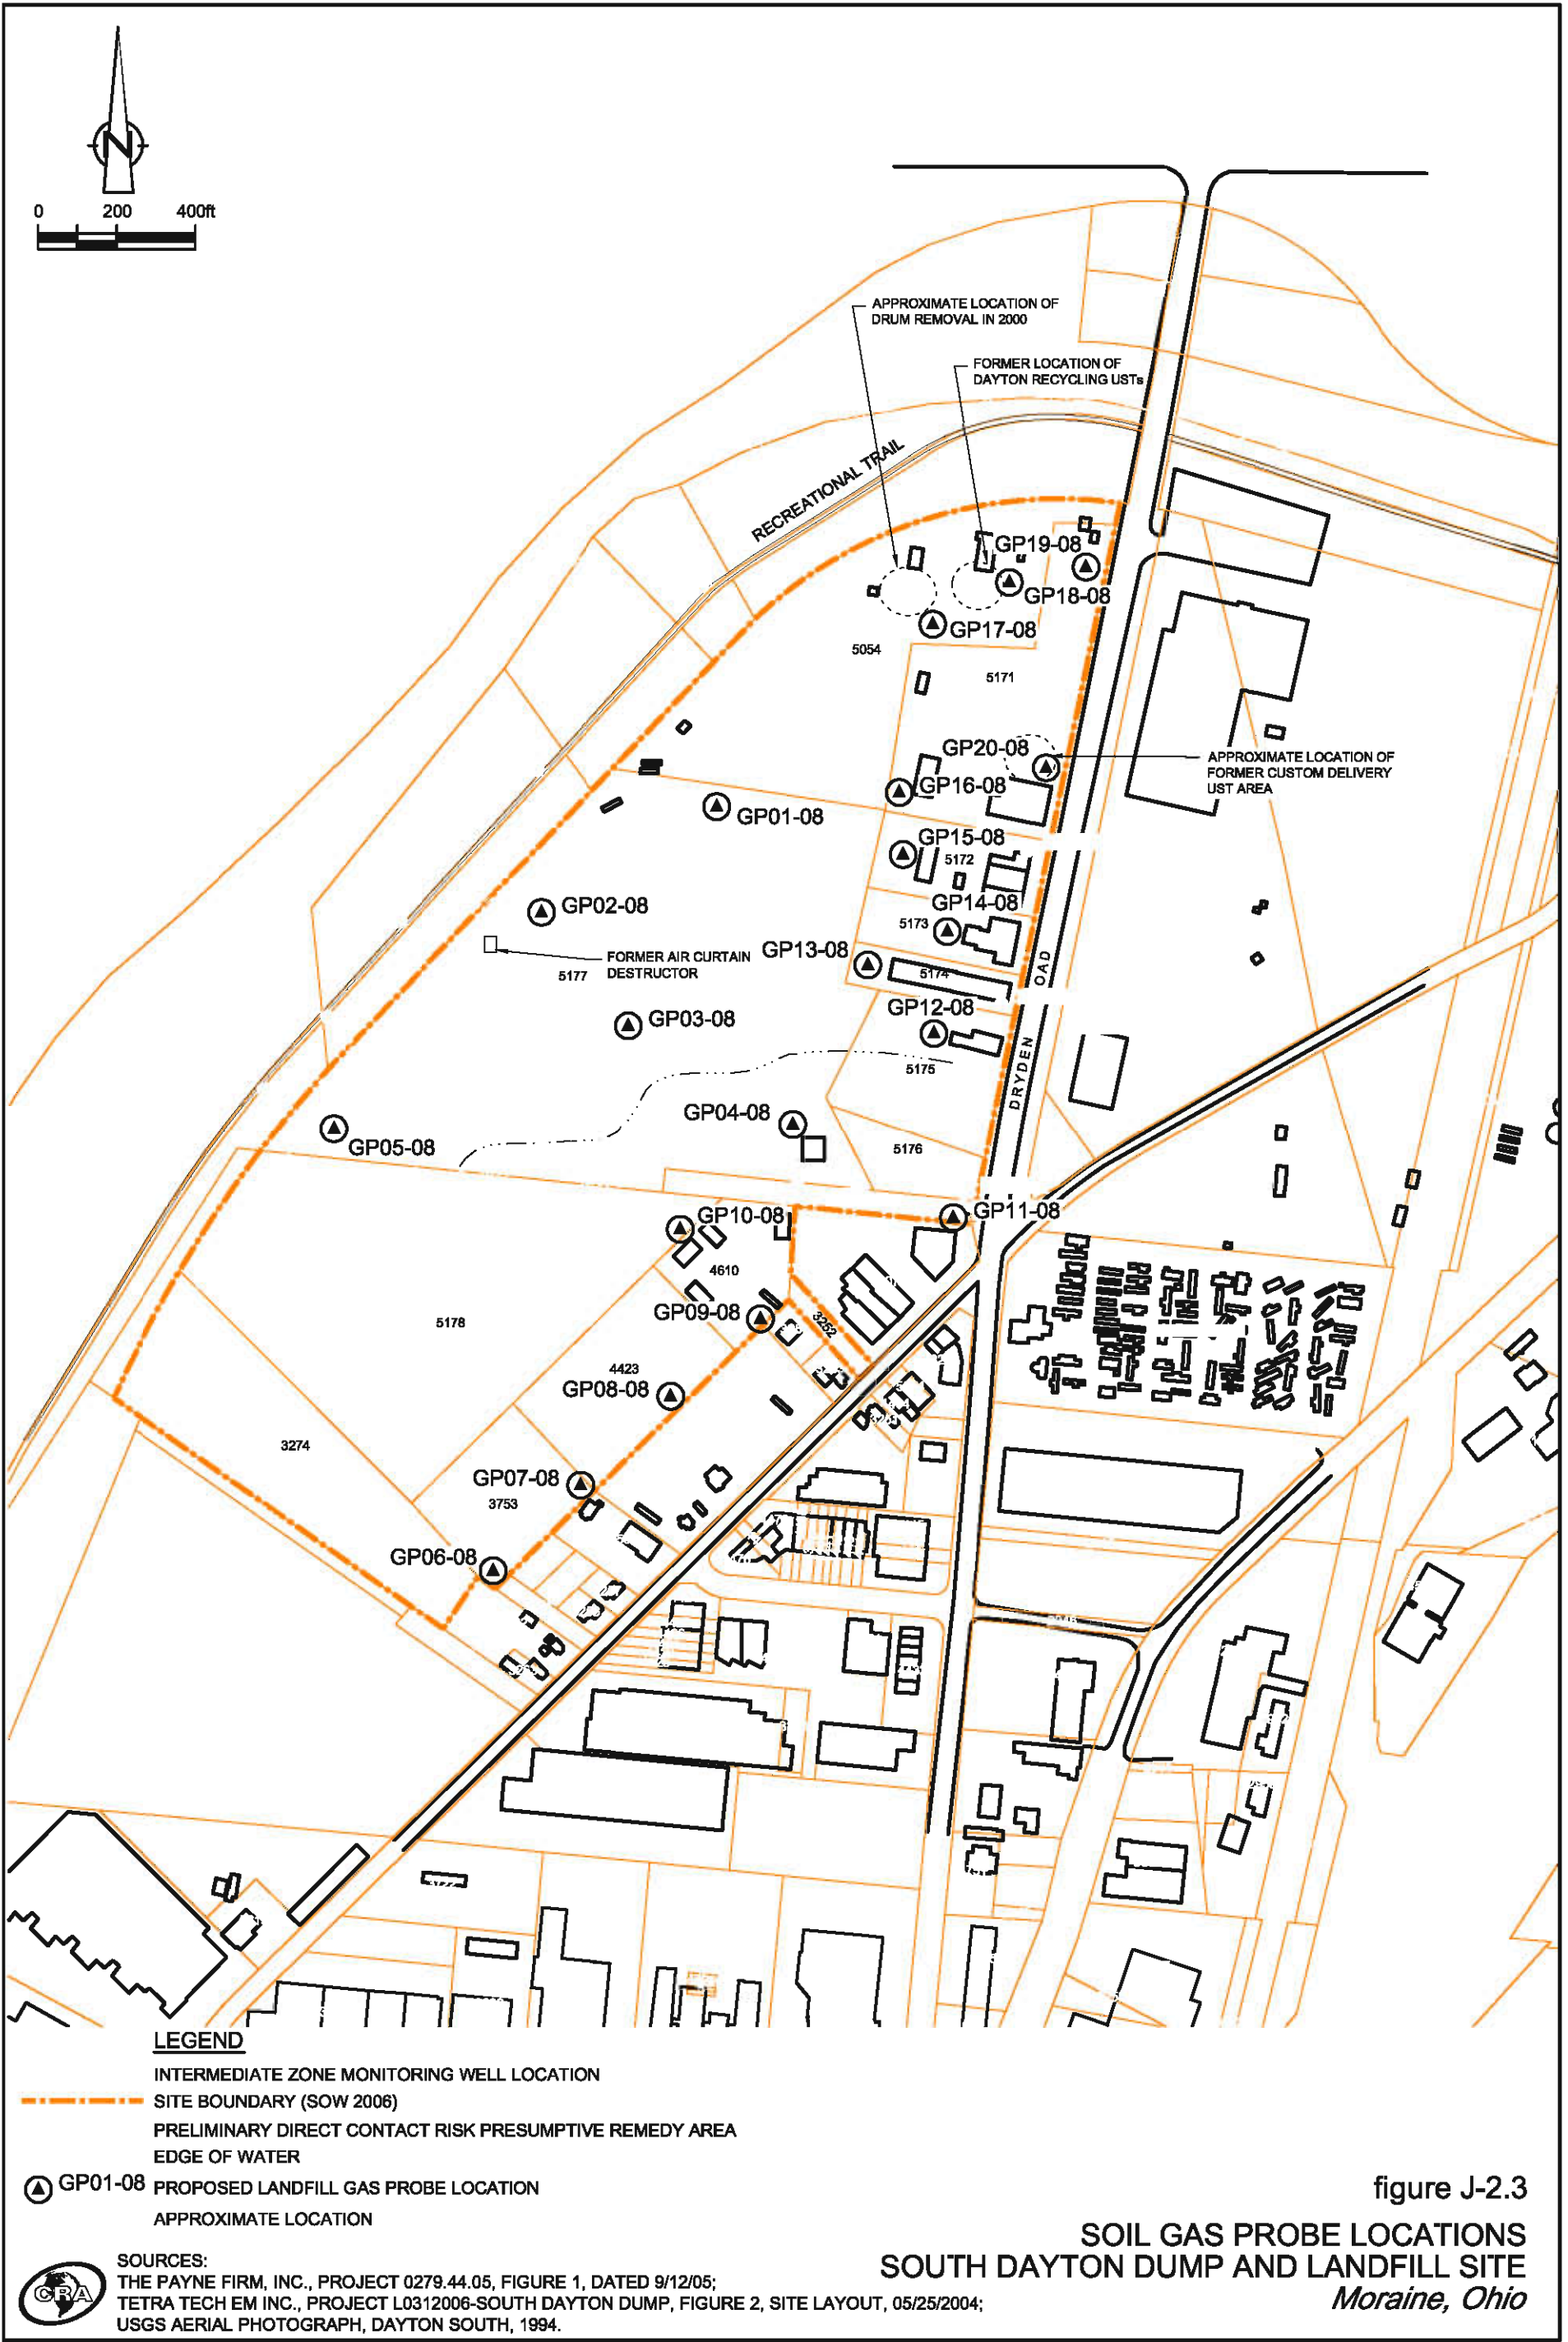 N
0 200 400ft
APPROXIMATE LOCATION OF
DRUM REMOVAL IN 2000
FORMER LOCATION OF
DAYTON RECYCLING USTs
RECREATIONAL TRAIL
GP19-08
GP18-08
GP17-08
5054
5171
GP20-08
APPROXIMATE LOCATION OF
FORMER CUSTOM DELIVERY
UST AREA
GP16-08
GP01-08
GP15-08
5172
GP02-08
GP14-08
5173
GP13-08
FORMER AIR CURTAIN
DESTRUCTOR
5177
5174
OAD
GP12-08
GP03-08
DRYDEN
5175
GP04-08
GP05-08
5176
GP10-08
GP11-08
4610
GP09-08
3252
5178
4423
GP08-08
3274
GP07-08
3753
GP06-08
LEGEND
INTERMEDIATE ZONE MONITORING WELL LOCATION
SITE BOUNDARY (SOW 2006)
PRELIMINARY DIRECT CONTACT RISK PRESUMPTIVE REMEDY AREA
EDGE OF WATER
GP01-08 PROPOSED LANDFILL GAS PROBE LOCATION
APPROXIMATE LOCATION
CRA
SOURCES:
THE PAYNE FIRM, INC., PROJECT 0279.44.05, FIGURE 1, DATED 9/12/05;
TETRA TECH EM INC., PROJECT L0312006-SOUTH DAYTON DUMP, FIGURE 2, SITE LAYOUT, 05/25/2004;
USGS AERIAL PHOTOGRAPH, DAYTON SOUTH, 1994.
figure J-2.3
SOIL GAS PROBE LOCATIONS
SOUTH DAYTON DUMP AND LANDFILL SITE
Moraine, Ohio